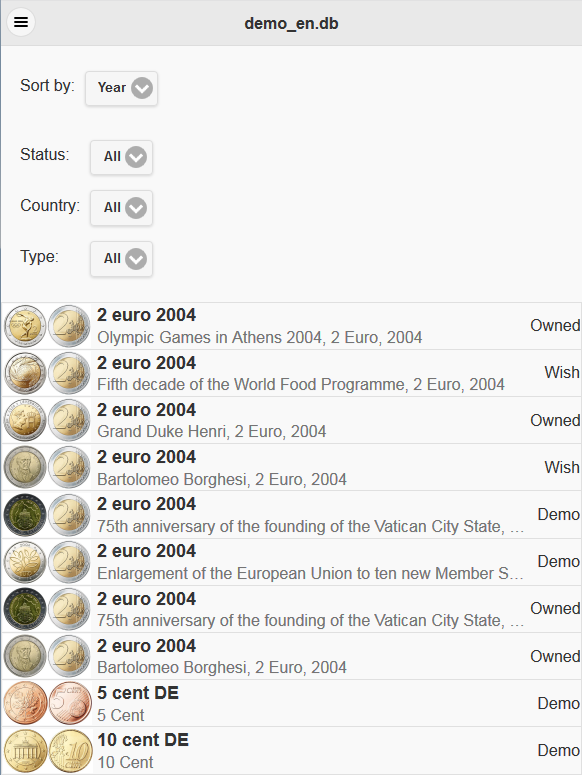 demo_en.db
Sort by: Year
Status: All
Country: All
Type: All
2 euro 2004
Olympic Games in Athens 2004, 2 Euro, 2004
Owned
2 euro 2004
Fifth decade of the World Food Programme, 2 Euro, 2004
Wish
2 euro 2004
Grand Duke Henri, 2 Euro, 2004
Owned
2 euro 2004
Bartolomeo Borghesi, 2 Euro, 2004
Wish
2 euro 2004
75th anniversary of the founding of the Vatican City State, ...
Demo
2 euro 2004
Enlargement of the European Union to ten new Member S...
Demo
2 euro 2004
75th anniversary of the founding of the Vatican City State, ...
Owned
2 euro 2004
Bartolomeo Borghesi, 2 Euro, 2004
Owned
5 cent DE
5 Cent
Demo
10 cent DE
10 Cent
Demo